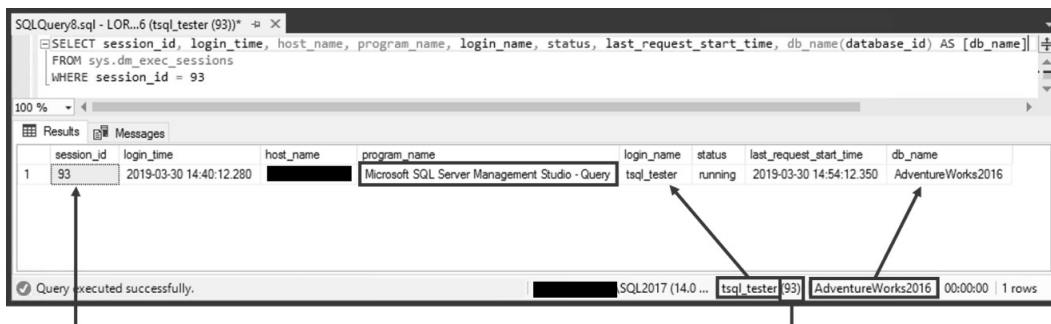 SQLQuery8.sql - LOR...6 (tsql_tester (93))*
SELECT session_id, login_time, host_name, program_name, login_name, status, last_request_start_time, db_name(database_id) AS [db_name]
FROM sys.dm_exec_sessions
WHERE session_id = 93
100 %
Results Messages
session_id login_time host_name program_name login_name status last_request_start_time db_name
1 93 2019-03-30 14:40:12.280 Microsoft SQL Server Management Studio - Query tsql_tester running 2019-03-30 14:54:12.350 AdventureWorks2016
Query executed successfully. \SQL2017 (14.0 ... tsql_tester (93) AdventureWorks2016 00:00:00 1 rows